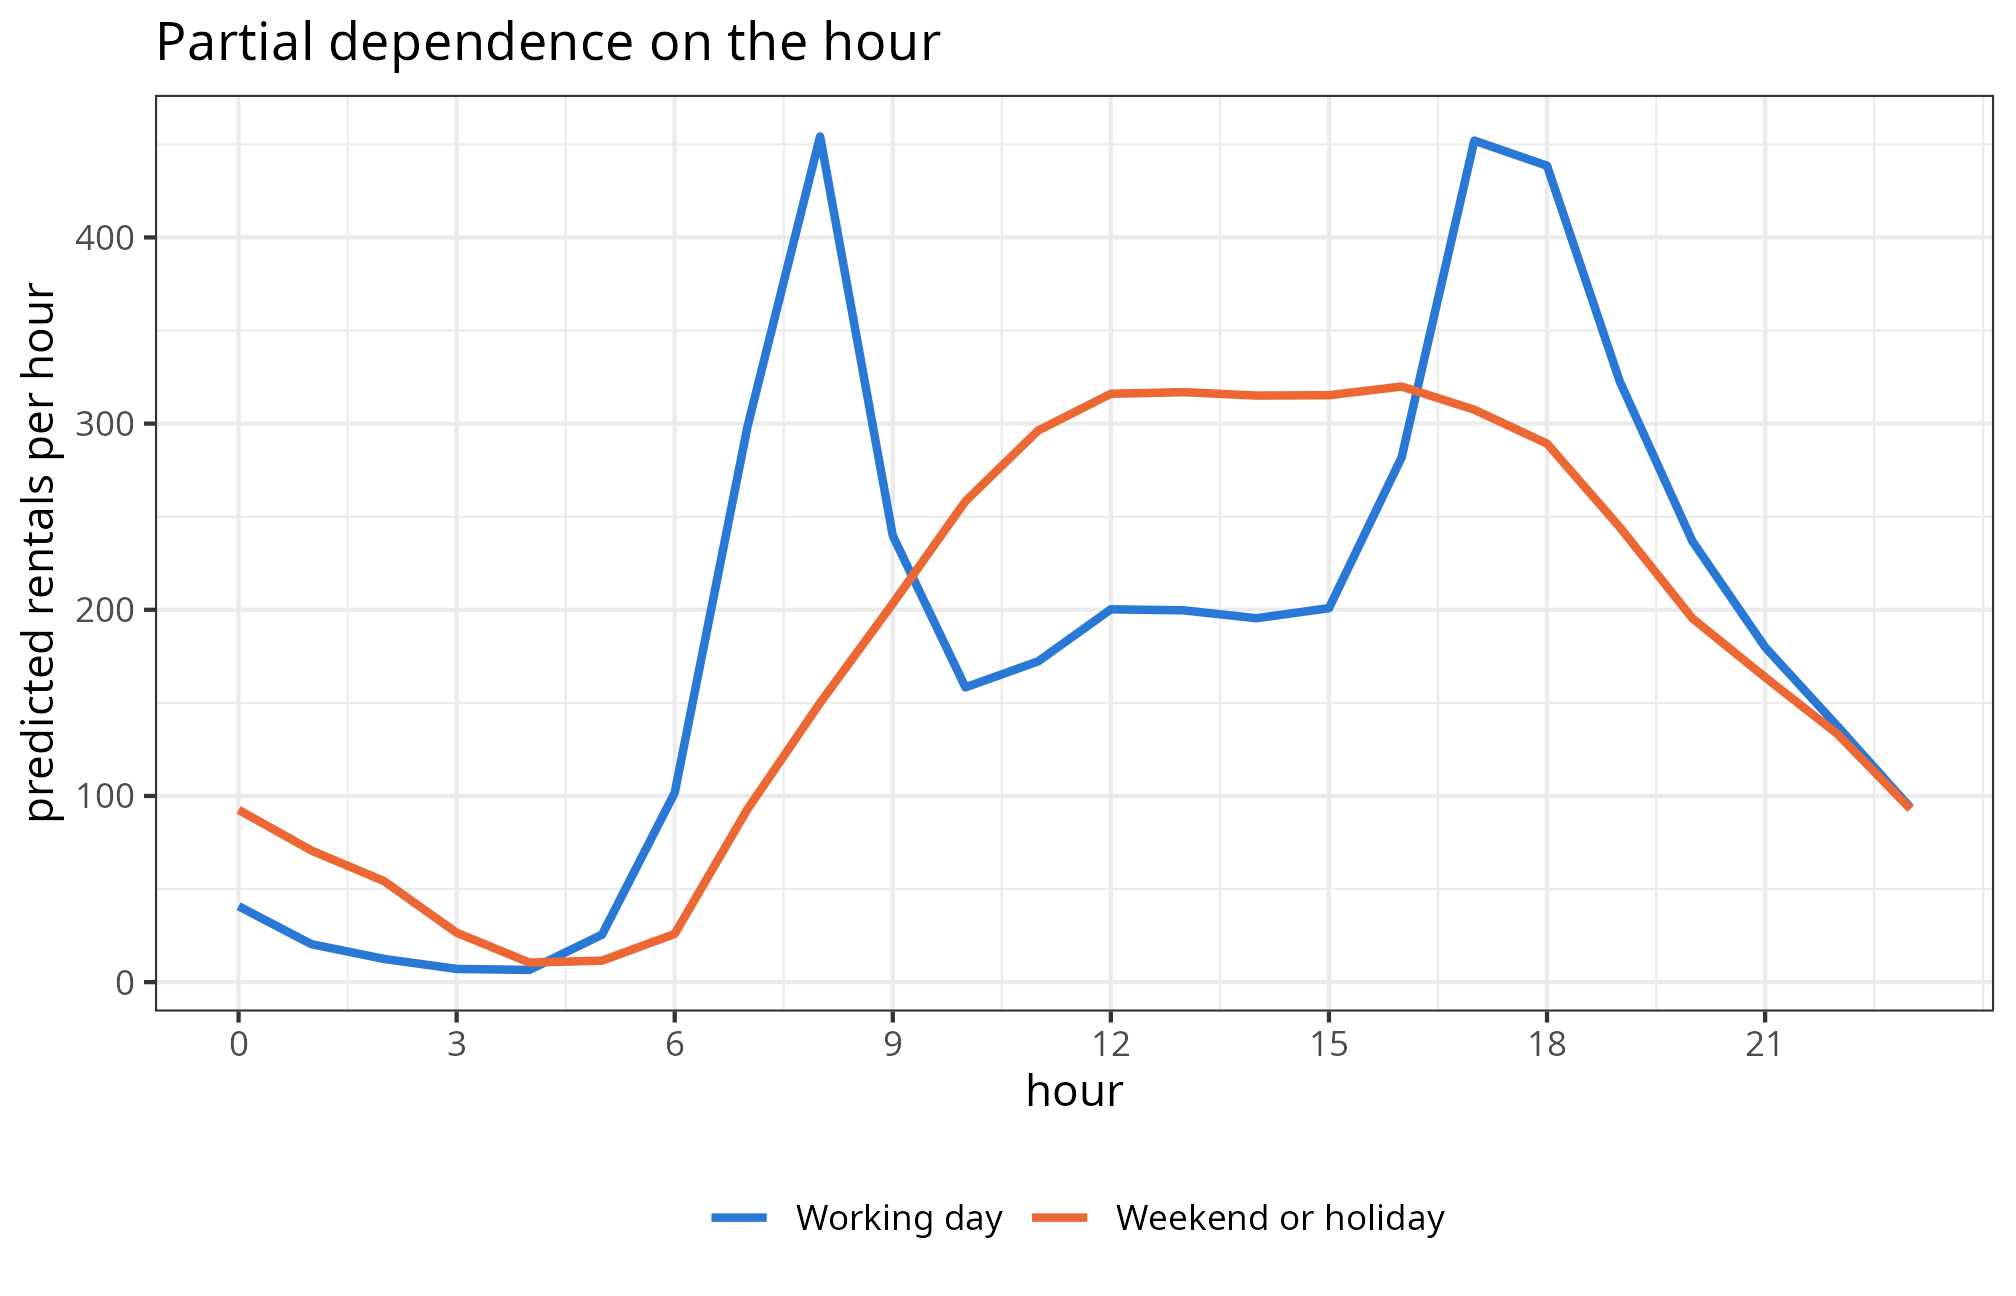 Partial dependence on the hour
predicted rentals per hour
400
300
200
100
0
0 3 6 9 12 15 18 21
hour
Working day Weekend or holiday